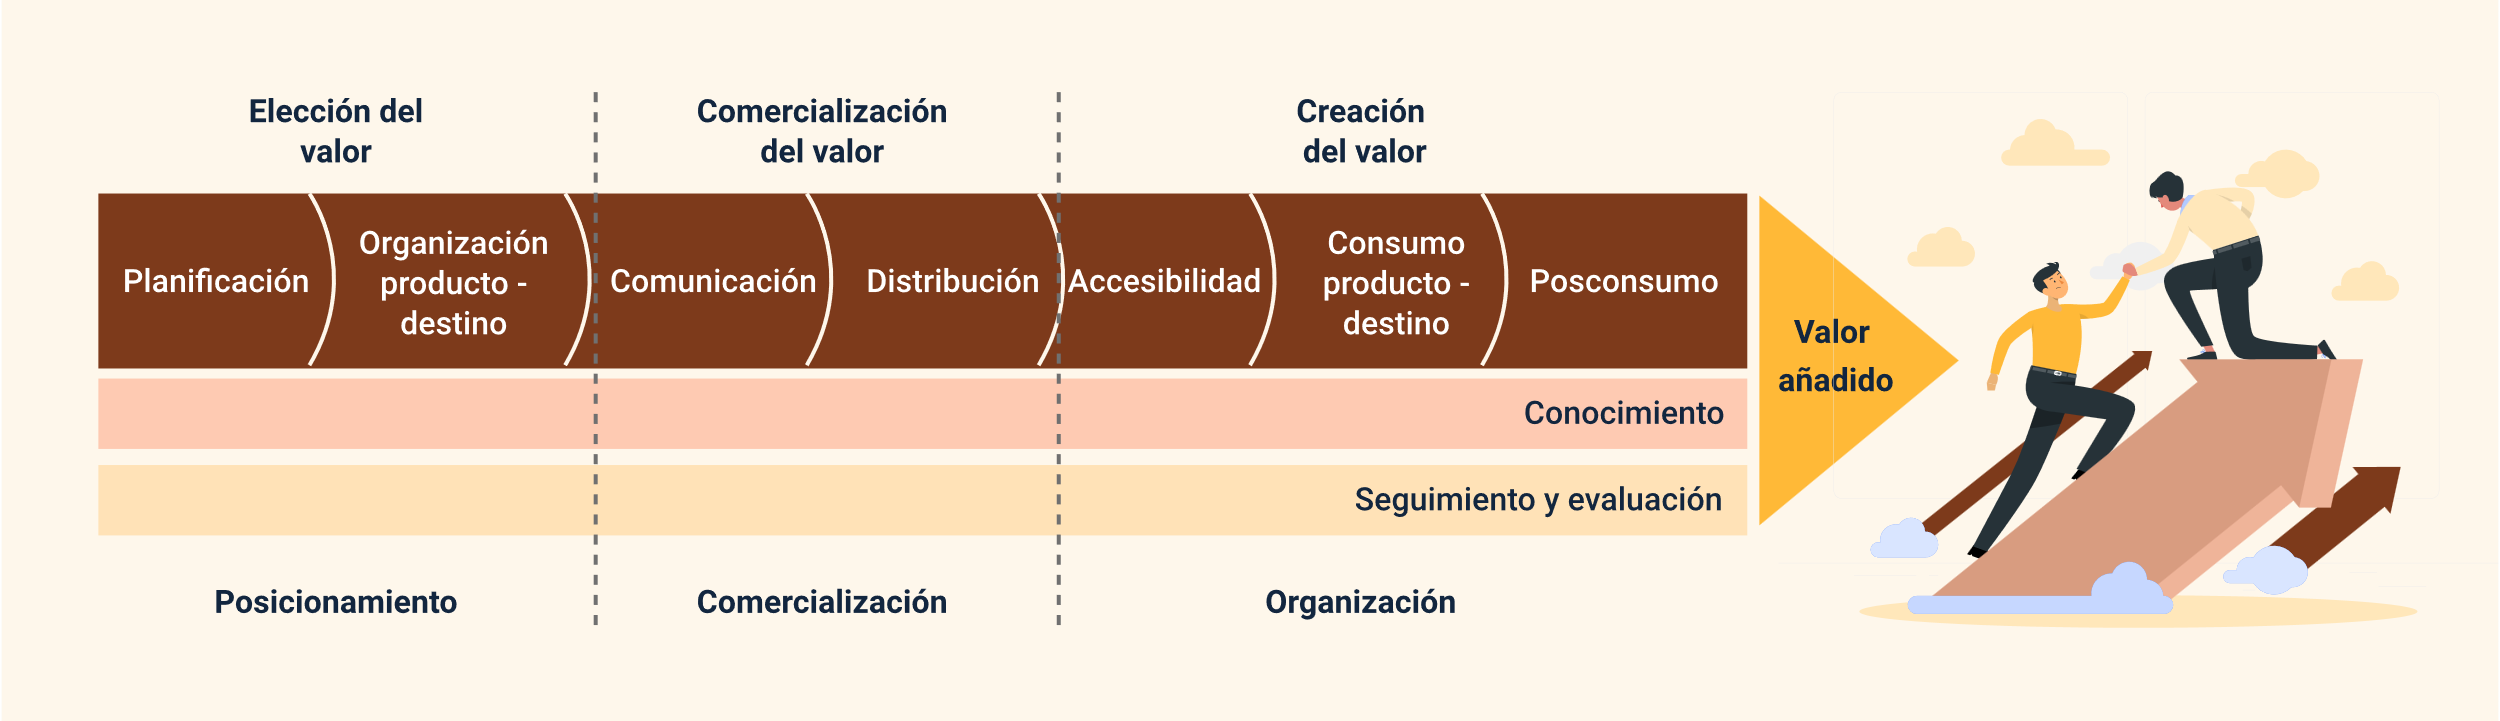 Elección del
valor
Comercialización
del valor
Creación
del valor
Planificación
Organización
producto -
destino
Comunicación
Distribución
Accesibilidad
Consumo
producto -
destino
Posconsumo
Valor
añadido
Conocimiento
Seguimiento y evaluación
Posicionamiento
Comercialización
Organización